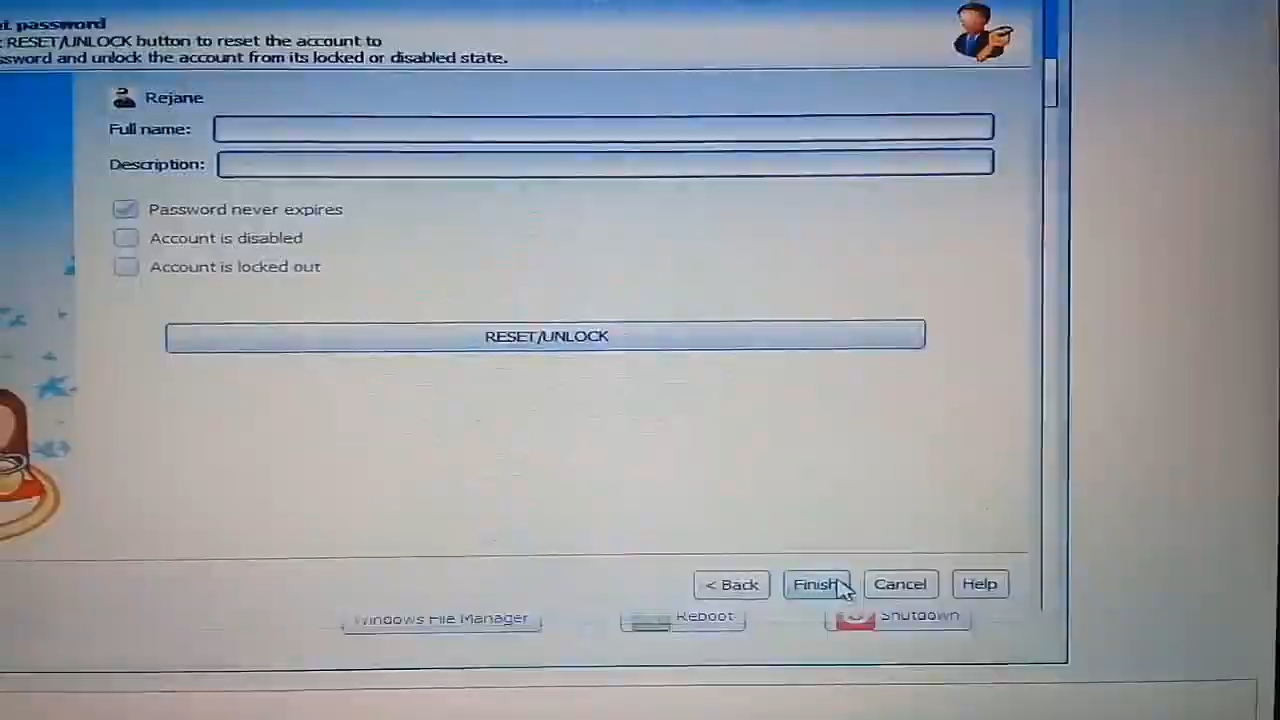 password
RESET/UNLOCK button to reset the account to
and unlock the account from its locked or disabled state.
Rejane
Full name:
Description:
Password never expires
Account is disabled
Account is locked out
RESET/UNLOCK
< Back
Finish
Cancel
Help
Windows File Manager
Reboot
Shutdown